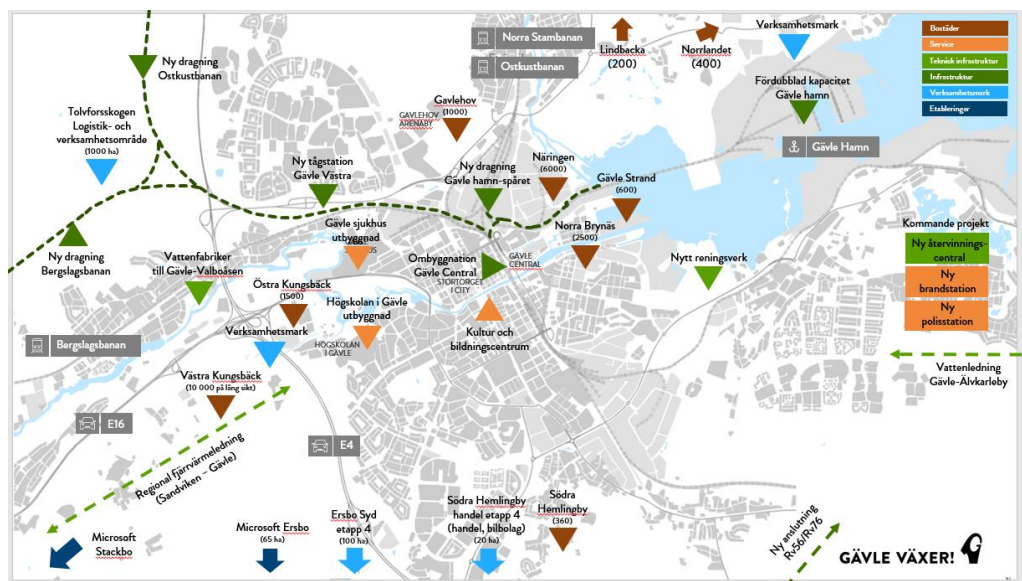 Norra Stambanan
Ostkustbanan
Lindbacka
(200)
Norrlandet
(400)
Verksamhetsmark
Bostäder
Service
Teknisk infrastruktur
Infrastruktur
Verksamhetsmark
Etableringar
Ny dragning
Ostkustbanan
Fördubblad kapacitet
Gävle hamn
Gävle Hamn
Tolvforsskogen
Logistik- och
verksamhetsområde
(1000 ha)
GAVLEHOV
ARENABY
Gavlehov
(1000)
Ny tågstation
Gävle Västra
Ny dragning
Gävle hamn-spåret
Näringen
(6000)
Gävle Strand
(600)
Norra Brynäs
(2500)
Gävle sjukhus
utbyggnad
Ny dragning
Bergslagsbanan
Vattenfabriker
till Gävle-Valboåsen
Ombyggnation
Gävle Central
STORTORGET
I CITY
GÄVLE
CENTRAL
Nytt reningsverk
Kommande projekt
Ny återvinnings-
central
Ny
brandstation
Ny
polisstation
Östra Kungsbäck
(1500)
Högskolan i Gävle
utbyggnad
HÖGSKOLAN
I GÄVLE
Kultur och
bildningscentrum
Verksamhetsmark
Bergslagsbanan
Vattenledning
Gävle-Älvkarleby
Västra Kungsbäck
(10 000 på lång sikt)
E16
E4
Regional fjärrvärmeledning
(Sandviken – Gävle)
Microsoft
Stackbo
Microsoft Ersbo
(65 ha)
Ersbo Syd
etapp 4
(100 ha)
Södra Hemlingby
handel etapp 4
(handel, bilbolag)
(20 ha)
Södra
Hemlingby
(360)
Ny anslutning
Rv56/Rv76
GÄVLE VÄXER!